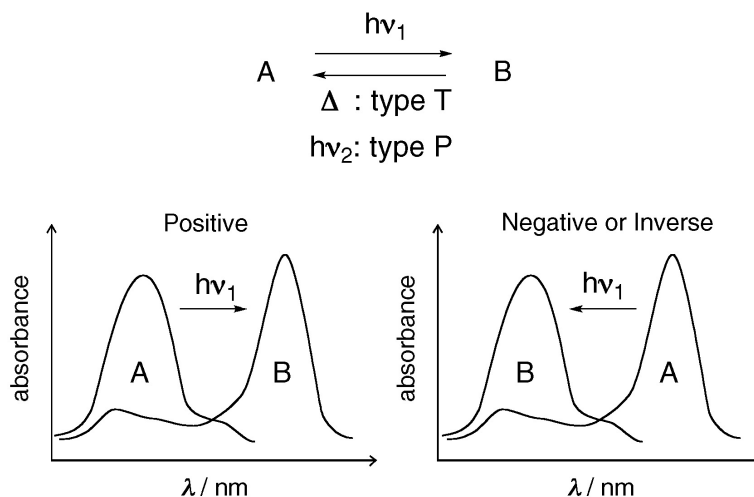 hν₁
A B
Δ : type T
hν₂: type P
Positive
absorbance
hν₁
A B
λ / nm
Negative or Inverse
absorbance
hν₁
B A
λ / nm